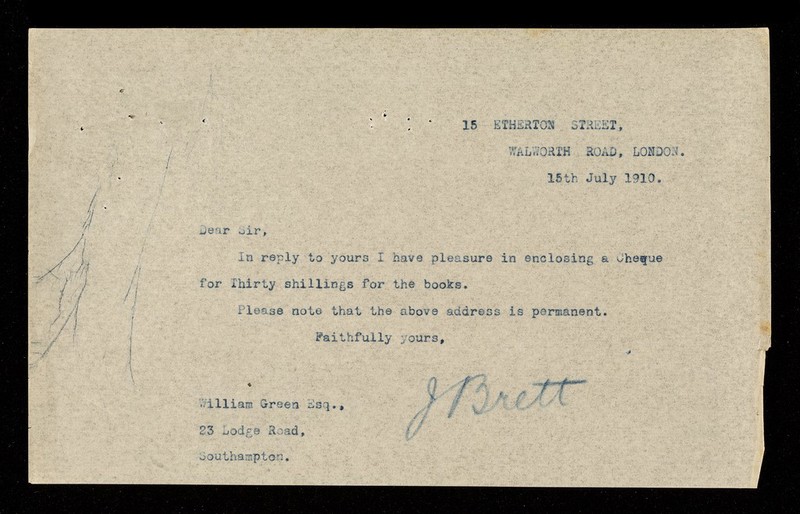 15 ETHERTON STREET,
WALWORTH ROAD, LONDON.
15th July 1910.
Dear Sir,
In reply to yours I have pleasure in enclosing a Cheque
for Thirty shillings for the books.
Please note that the above address is permanent.
Faithfully yours,
J Brett
William Green Esq.,
23 Lodge Road,
Southampton.